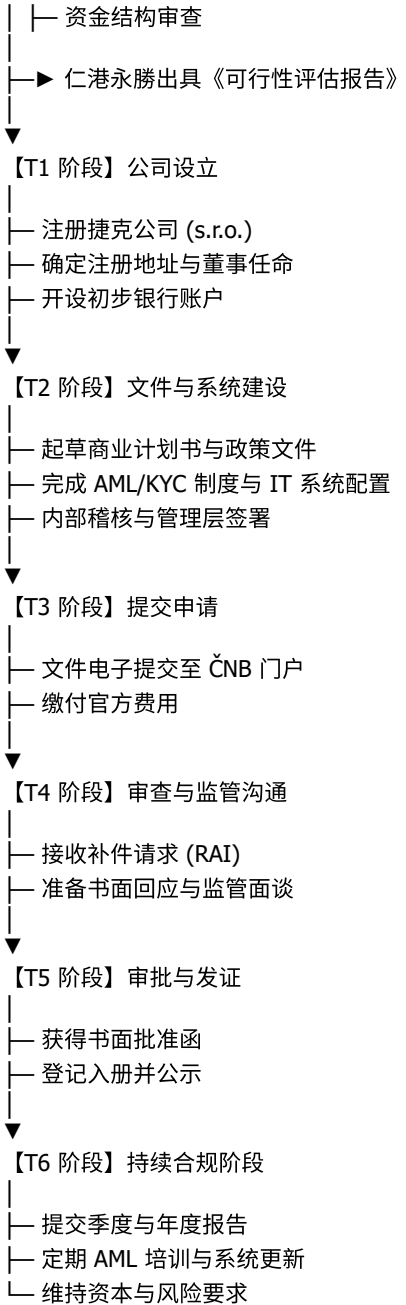 │ ├─ 资金结构审查
│
├─► 仁港永勝出具《可行性评估报告》
│
▼
【T1 阶段】公司设立
│
├─ 注册捷克公司 (s.r.o.)
├─ 确定注册地址与董事任命
├─ 开设初步银行账户
│
▼
【T2 阶段】文件与系统建设
│
├─ 起草商业计划书与政策文件
├─ 完成 AML/KYC 制度与 IT 系统配置
├─ 内部稽核与管理层签署
│
▼
【T3 阶段】提交申请
│
├─ 文件电子提交至 ČNB 门户
├─ 缴付官方费用
│
▼
【T4 阶段】审查与监管沟通
│
├─ 接收补件请求 (RAI)
├─ 准备书面回应与监管面谈
│
▼
【T5 阶段】审批与发证
│
├─ 获得书面批准函
├─ 登记入册并公示
│
▼
【T6 阶段】持续合规阶段
│
├─ 提交季度与年度报告
├─ 定期 AML 培训与系统更新
└─ 维持资本与风险要求